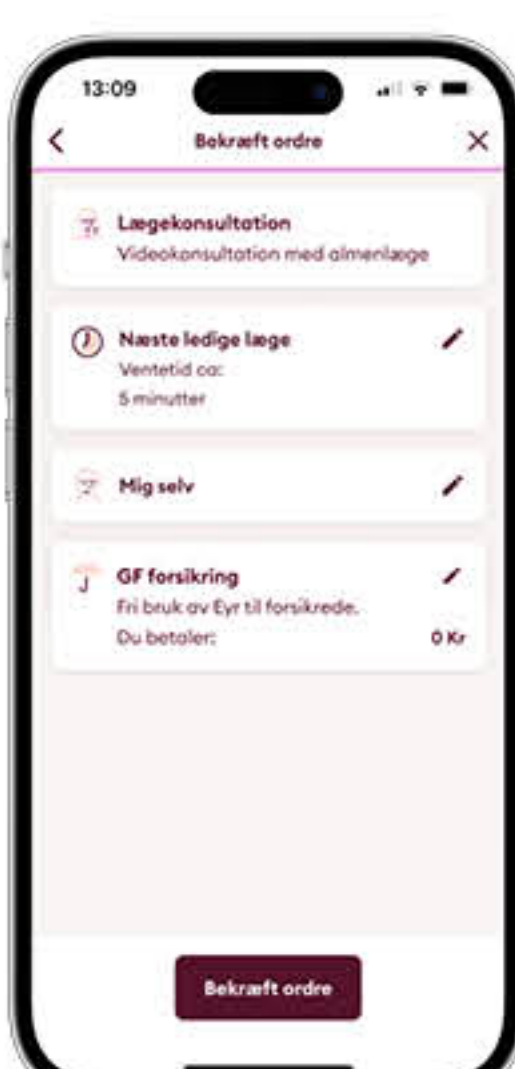 13:09
Bekræft ordre
Lægekonsultation
Videokonsultation med almenlæge
Næste ledige læge
Ventetid ca:
5 minutter
Mig selv
GF forsikring
Fri bruk av Eyr til forsikrede.
Du betaler: 0 Kr
Bekræft ordre